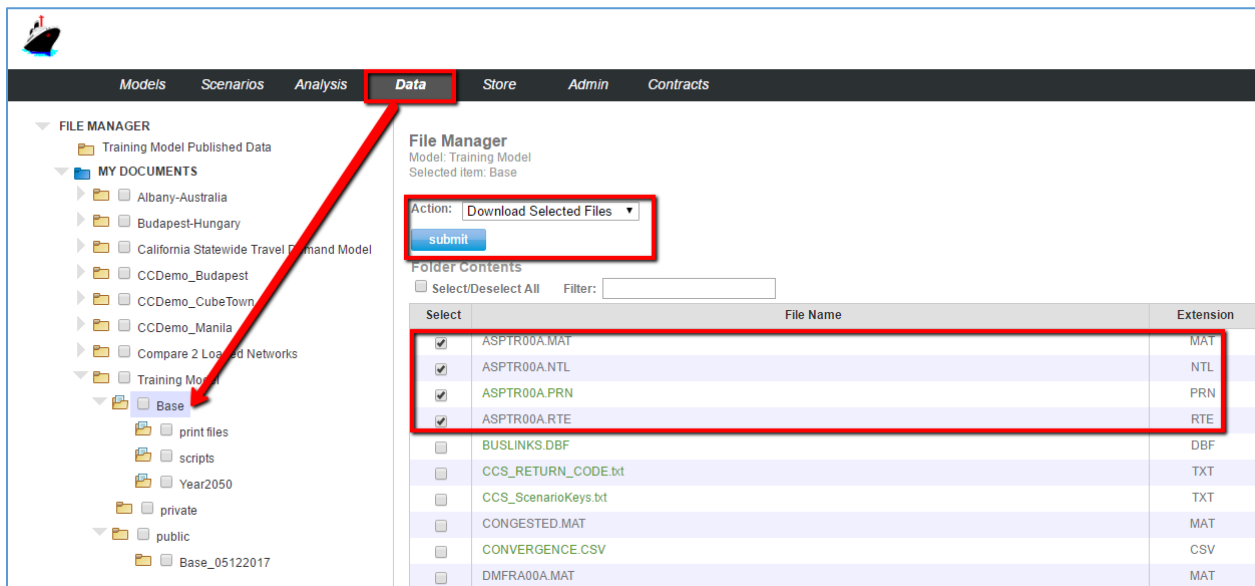 Models Scenarios Analysis Data Store Admin Contracts
FILE MANAGER
Training Model Published Data
MY DOCUMENTS
Albany-Australia
Budapest-Hungary
California Statewide Travel Demand Model
CCDemo_Budapest
CCDemo_CubeTown
CCDemo_Manila
Compare 2 Loaded Networks
Training Model
Base
print files
scripts
Year2050
private
public
Base_05122017
File Manager
Model: Training Model
Selected item: Base
Action: Download Selected Files
submit
Folder Contents
Select/Deselect All Filter:
Select File Name Extension
ASPTR00A.MAT MAT
ASPTR00A.NTL NTL
ASPTR00A.PRN PRN
ASPTR00A.RTE RTE
BUSLINKS.DBF DBF
CCS_RETURN_CODE.txt TXT
CCS_ScenarioKeys.txt TXT
CONGESTED.MAT MAT
CONVERGENCE.CSV CSV
DMFRA00A.MAT MAT